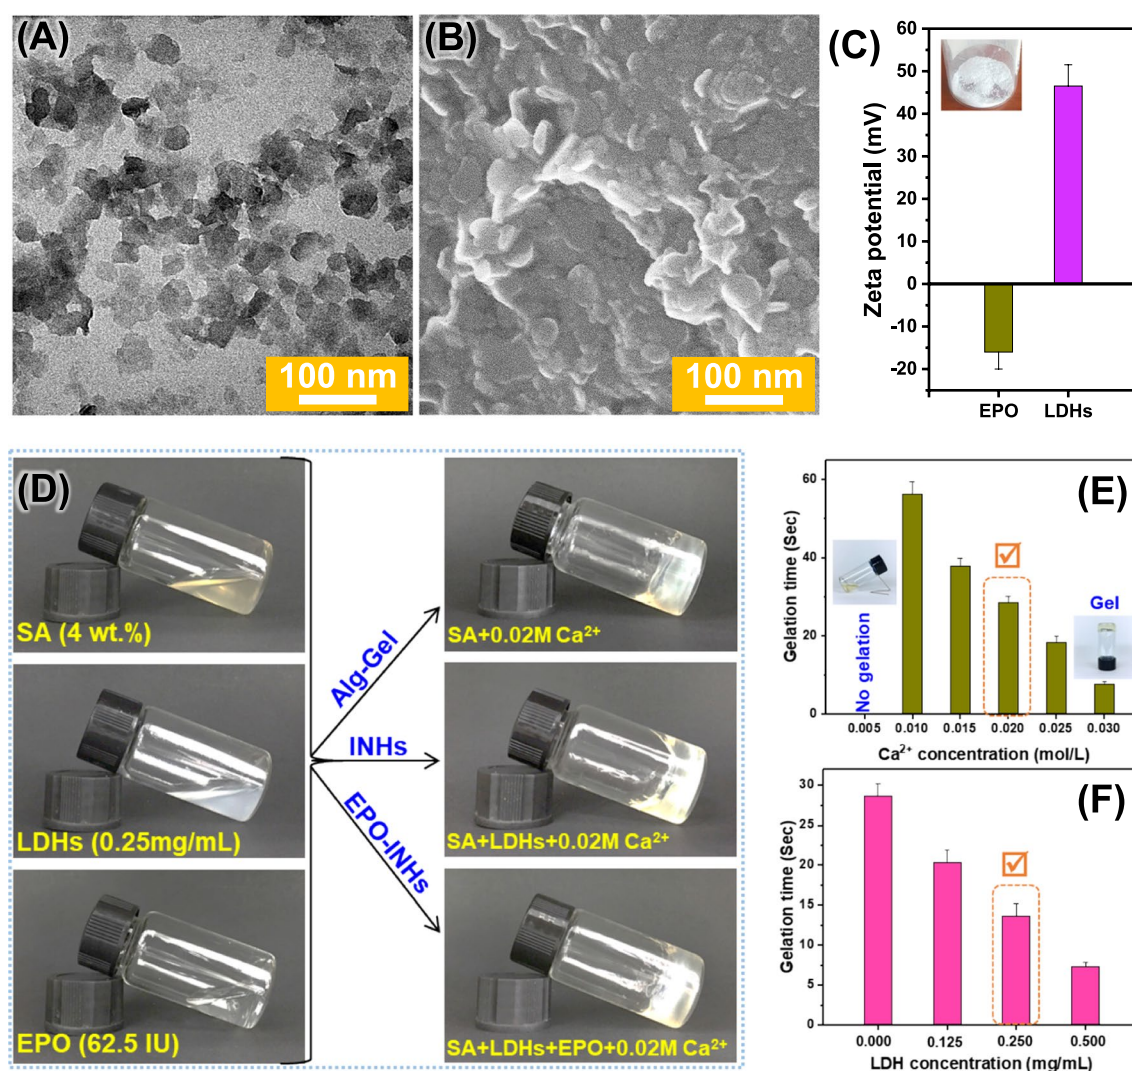 (A)
100 nm
(B)
100 nm
(C)
Zeta potential (mV)
60
50
40
30
20
10
0
-10
-20
EPO LDHs
(D)
SA (4 wt.%)
LDHs (0.25mg/mL)
EPO (62.5 IU)
Alg-Gel
INHs
EPO-INHs
SA+0.02M Ca²⁺
SA+LDHs+0.02M Ca²⁺
SA+LDHs+EPO+0.02M Ca²⁺
(E)
Gelation time (Sec)
60
40
20
0
No gelation
Gel
0.005 0.010 0.015 0.020 0.025 0.030
Ca²⁺ concentration (mol/L)
(F)
Gelation time (Sec)
30
25
20
15
10
5
0
0.000 0.125 0.250 0.500
LDH concentration (mg/mL)